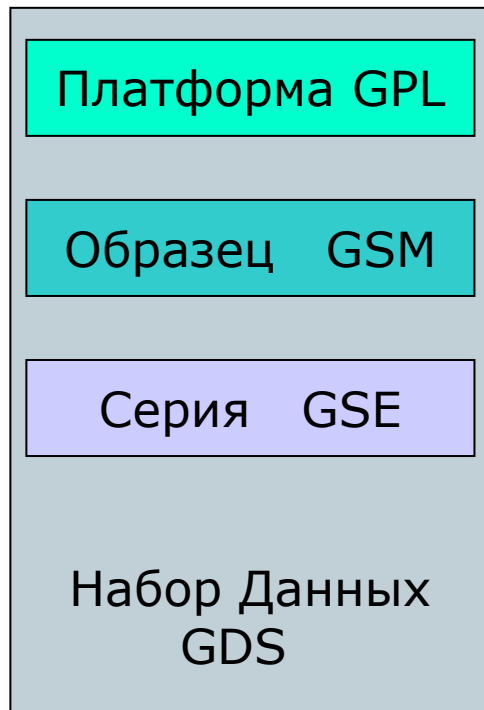 Платформа GPL
Образец GSM
Серия GSE
Набор Данных
GDS